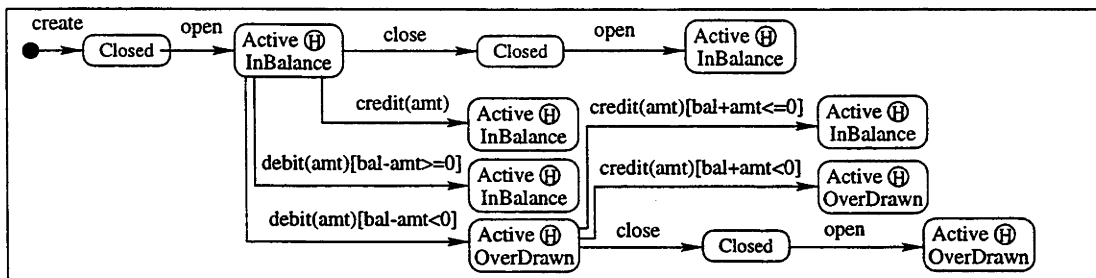 create
Closed
open
Active Ⓗ
InBalance
close
Closed
open
Active Ⓗ
InBalance
credit(amt)
Active Ⓗ
InBalance
credit(amt)[bal+amt<=0]
Active Ⓗ
InBalance
debit(amt)[bal-amt>=0]
Active Ⓗ
InBalance
credit(amt)[bal+amt<0]
Active Ⓗ
OverDrawn
debit(amt)[bal-amt<0]
Active Ⓗ
OverDrawn
close
Closed
open
Active Ⓗ
OverDrawn